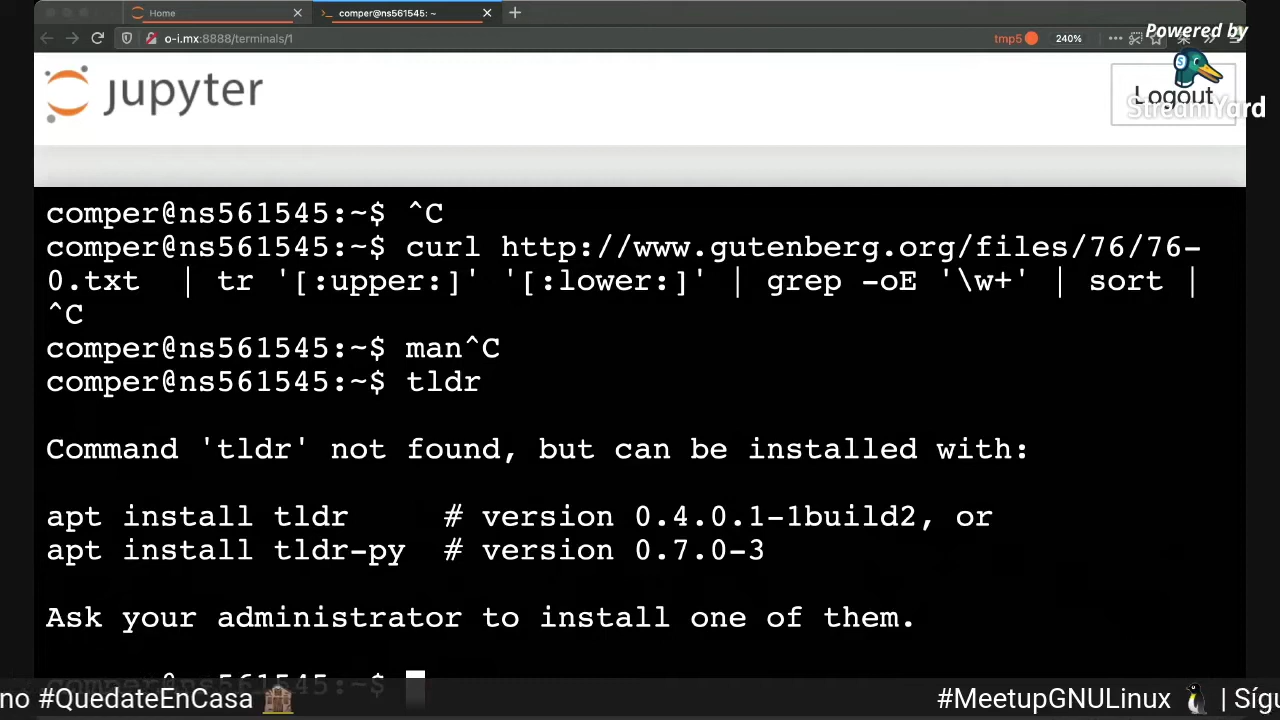 Home
comper@ns561545: ~
o-i.mx:8888/terminals/1
tmp5
240%
Powered by
jupyter
Logout
StreamYard
comper@ns561545:~$ ^C
comper@ns561545:~$ curl http://www.gutenberg.org/files/76/76-
0.txt  | tr '[:upper:]' '[:lower:]' | grep -oE '\w+' | sort |
^C
comper@ns561545:~$ man^C
comper@ns561545:~$ tldr
Command 'tldr' not found, but can be installed with:
apt install tldr     # version 0.4.0.1-1build2, or
apt install tldr-py  # version 0.7.0-3
Ask your administrator to install one of them.
comper@ns561545:~$
no #QuedateEnCasa
#MeetupGNULinux | Sígu